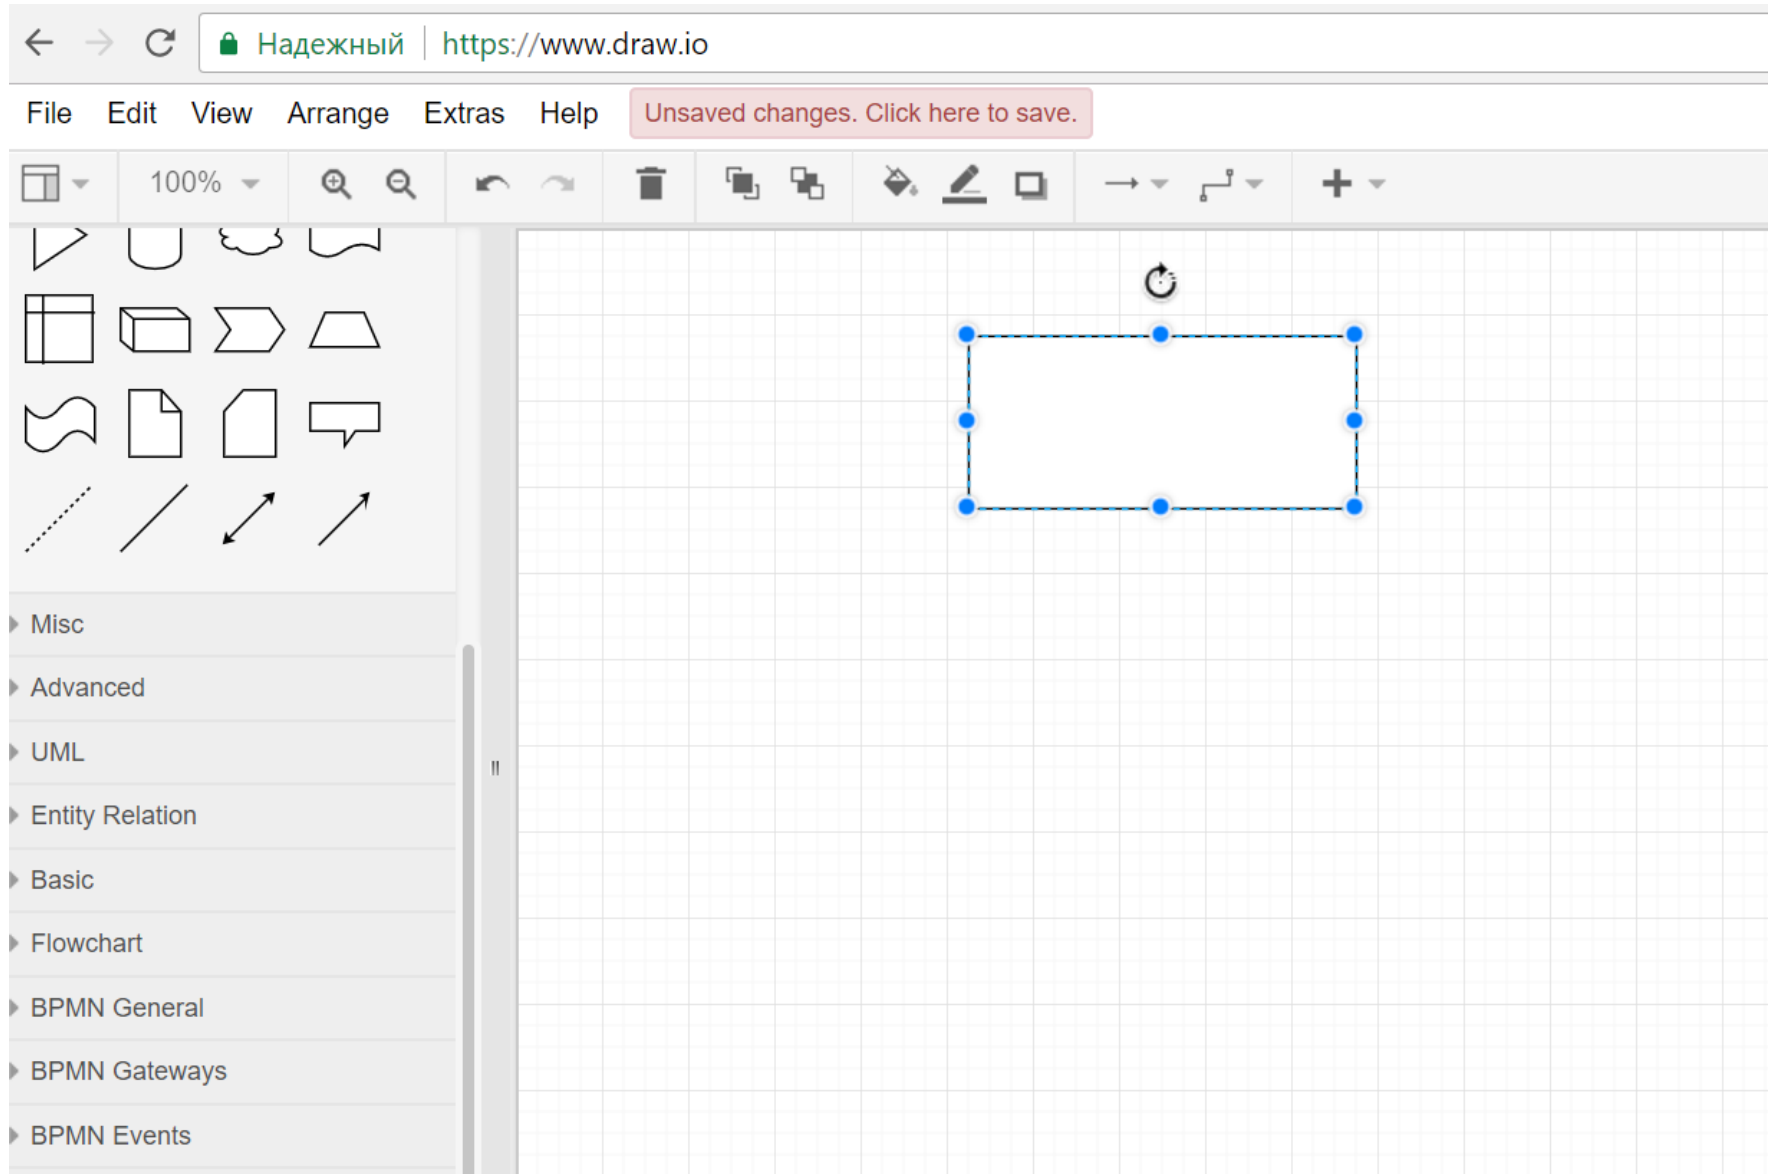 Надежный https://www.draw.io
File Edit View Arrange Extras Help Unsaved changes. Click here to save.
100%
Misc
Advanced
UML
Entity Relation
Basic
Flowchart
BPMN General
BPMN Gateways
BPMN Events